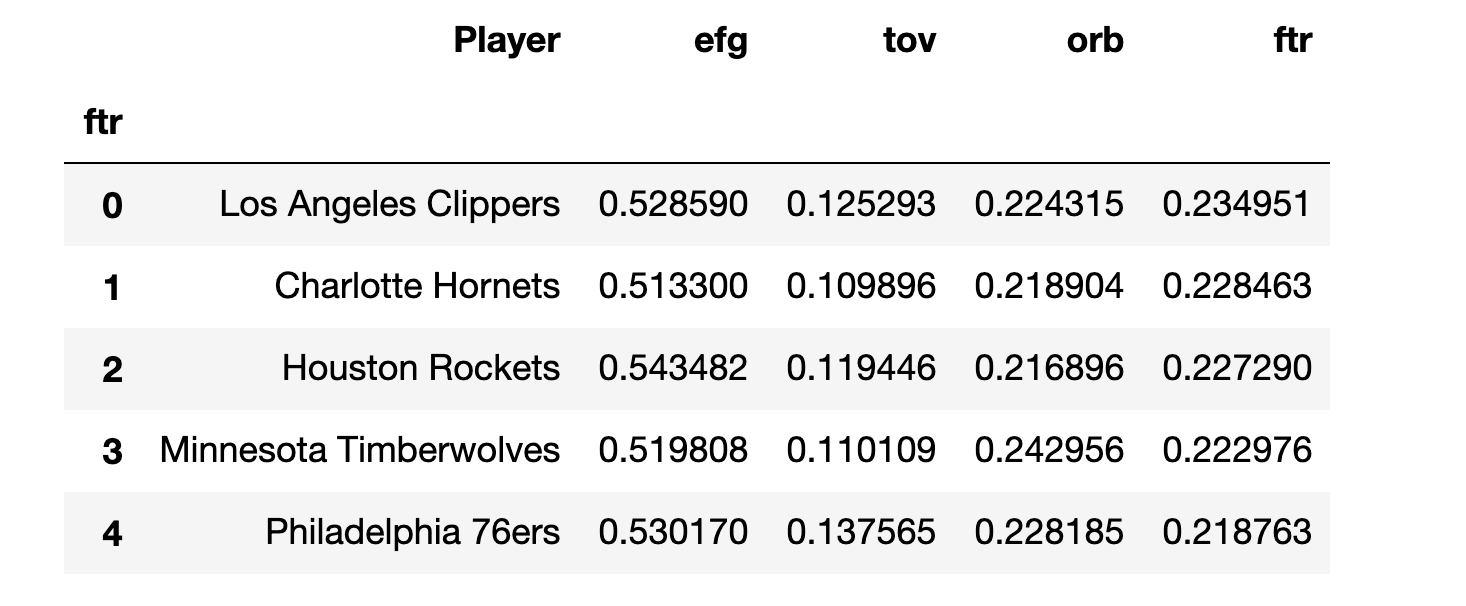 Player efg tov orb ftr
ftr
0 Los Angeles Clippers 0.528590 0.125293 0.224315 0.234951
1 Charlotte Hornets 0.513300 0.109896 0.218904 0.228463
2 Houston Rockets 0.543482 0.119446 0.216896 0.227290
3 Minnesota Timberwolves 0.519808 0.110109 0.242956 0.222976
4 Philadelphia 76ers 0.530170 0.137565 0.228185 0.218763